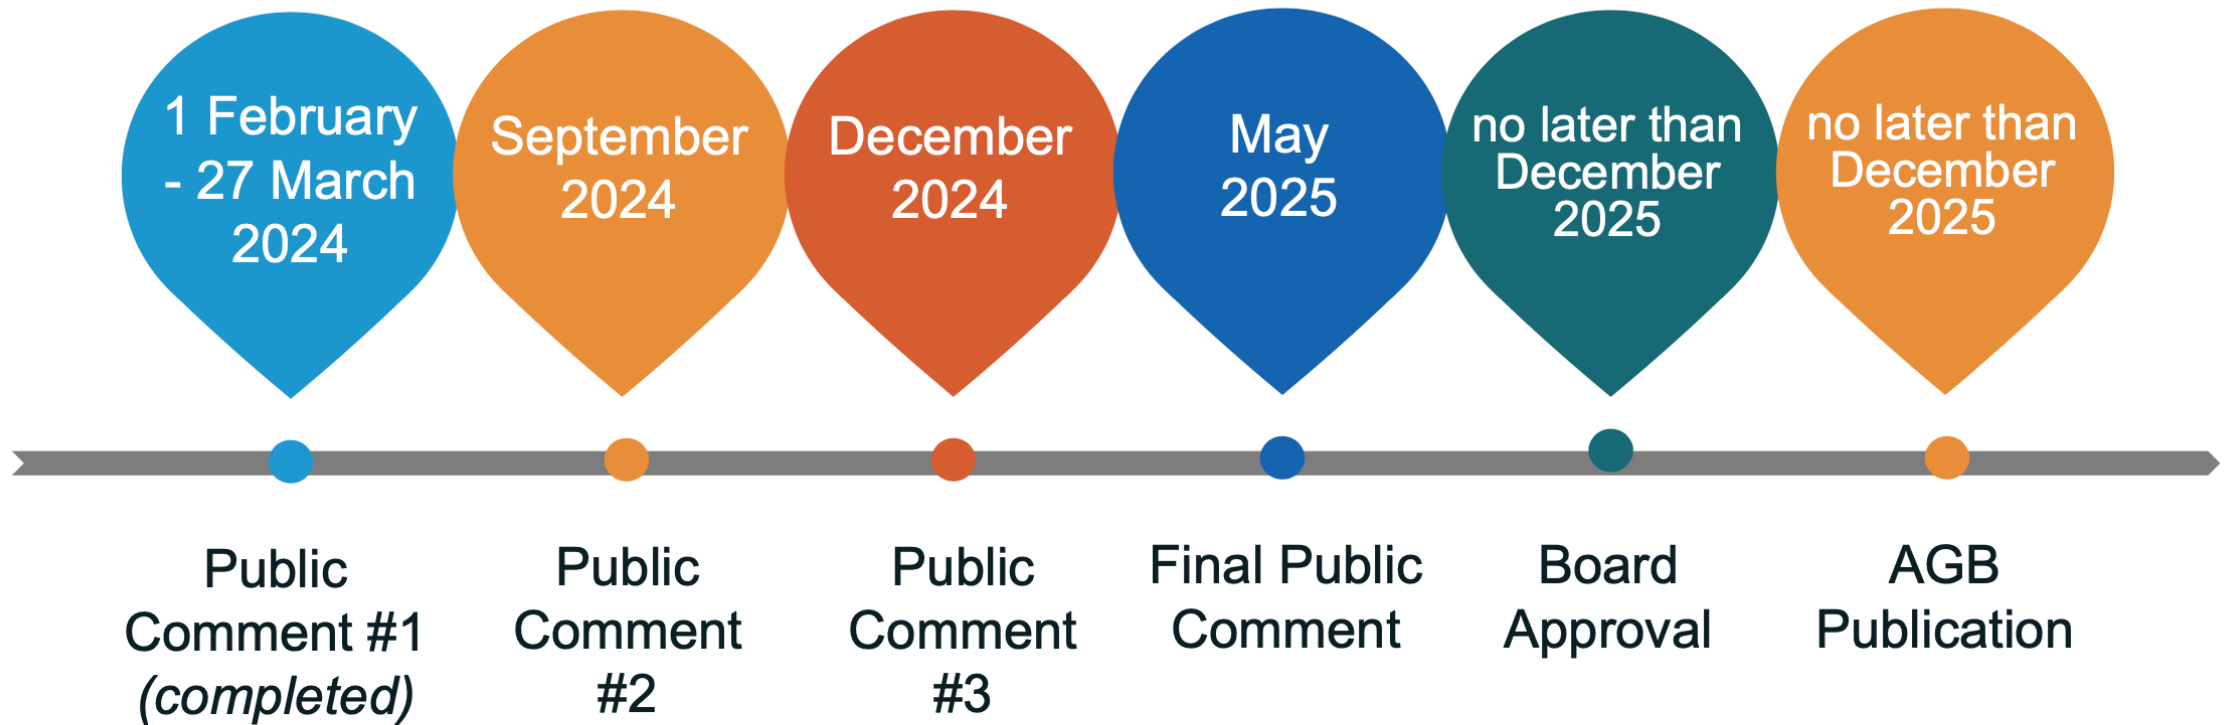 1 February
- 27 March
2024
September
2024
December
2024
May
2025
no later than
December
2025
no later than
December
2025
Public
Comment #1
(completed)
Public
Comment
#2
Public
Comment
#3
Final Public
Comment
Board
Approval
AGB
Publication